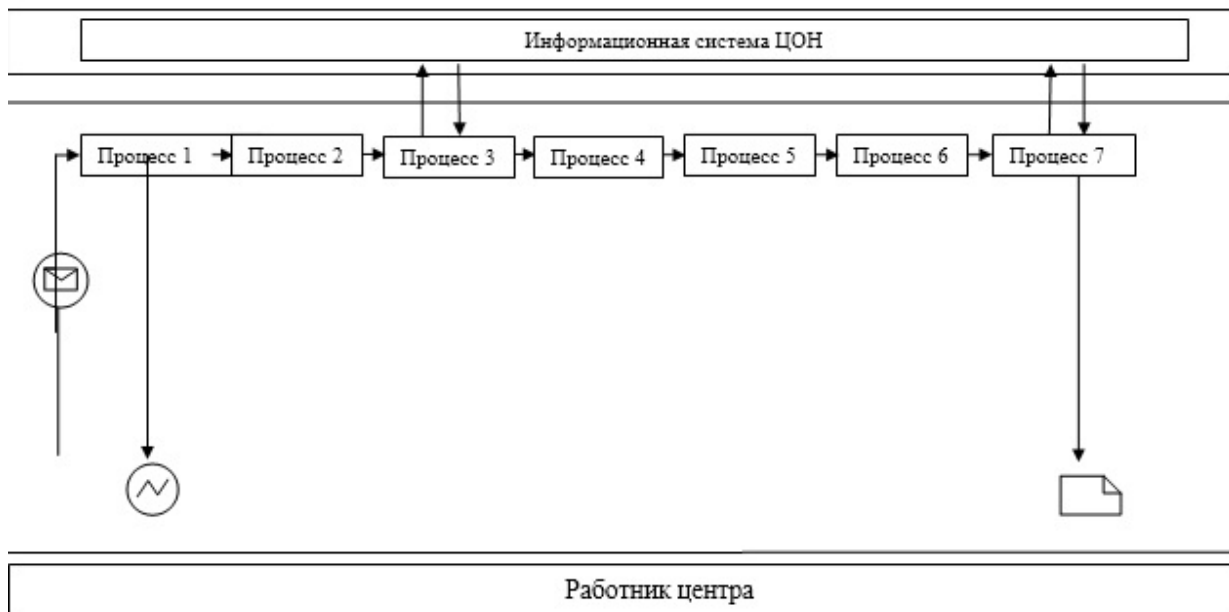 Информационная система ЦОН
Процесс 1
Процесс 2
Процесс 3
Процесс 4
Процесс 5
Процесс 6
Процесс 7
Работник центра